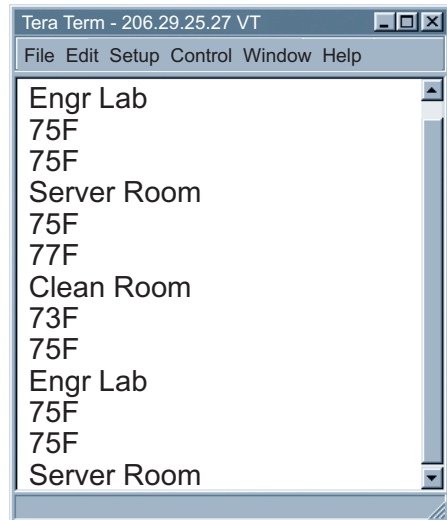 Tera Term - 206.29.25.27 VT
File Edit Setup Control Window Help
Engr Lab
75F
75F
Server Room
75F
77F
Clean Room
73F
75F
Engr Lab
75F
75F
Server Room